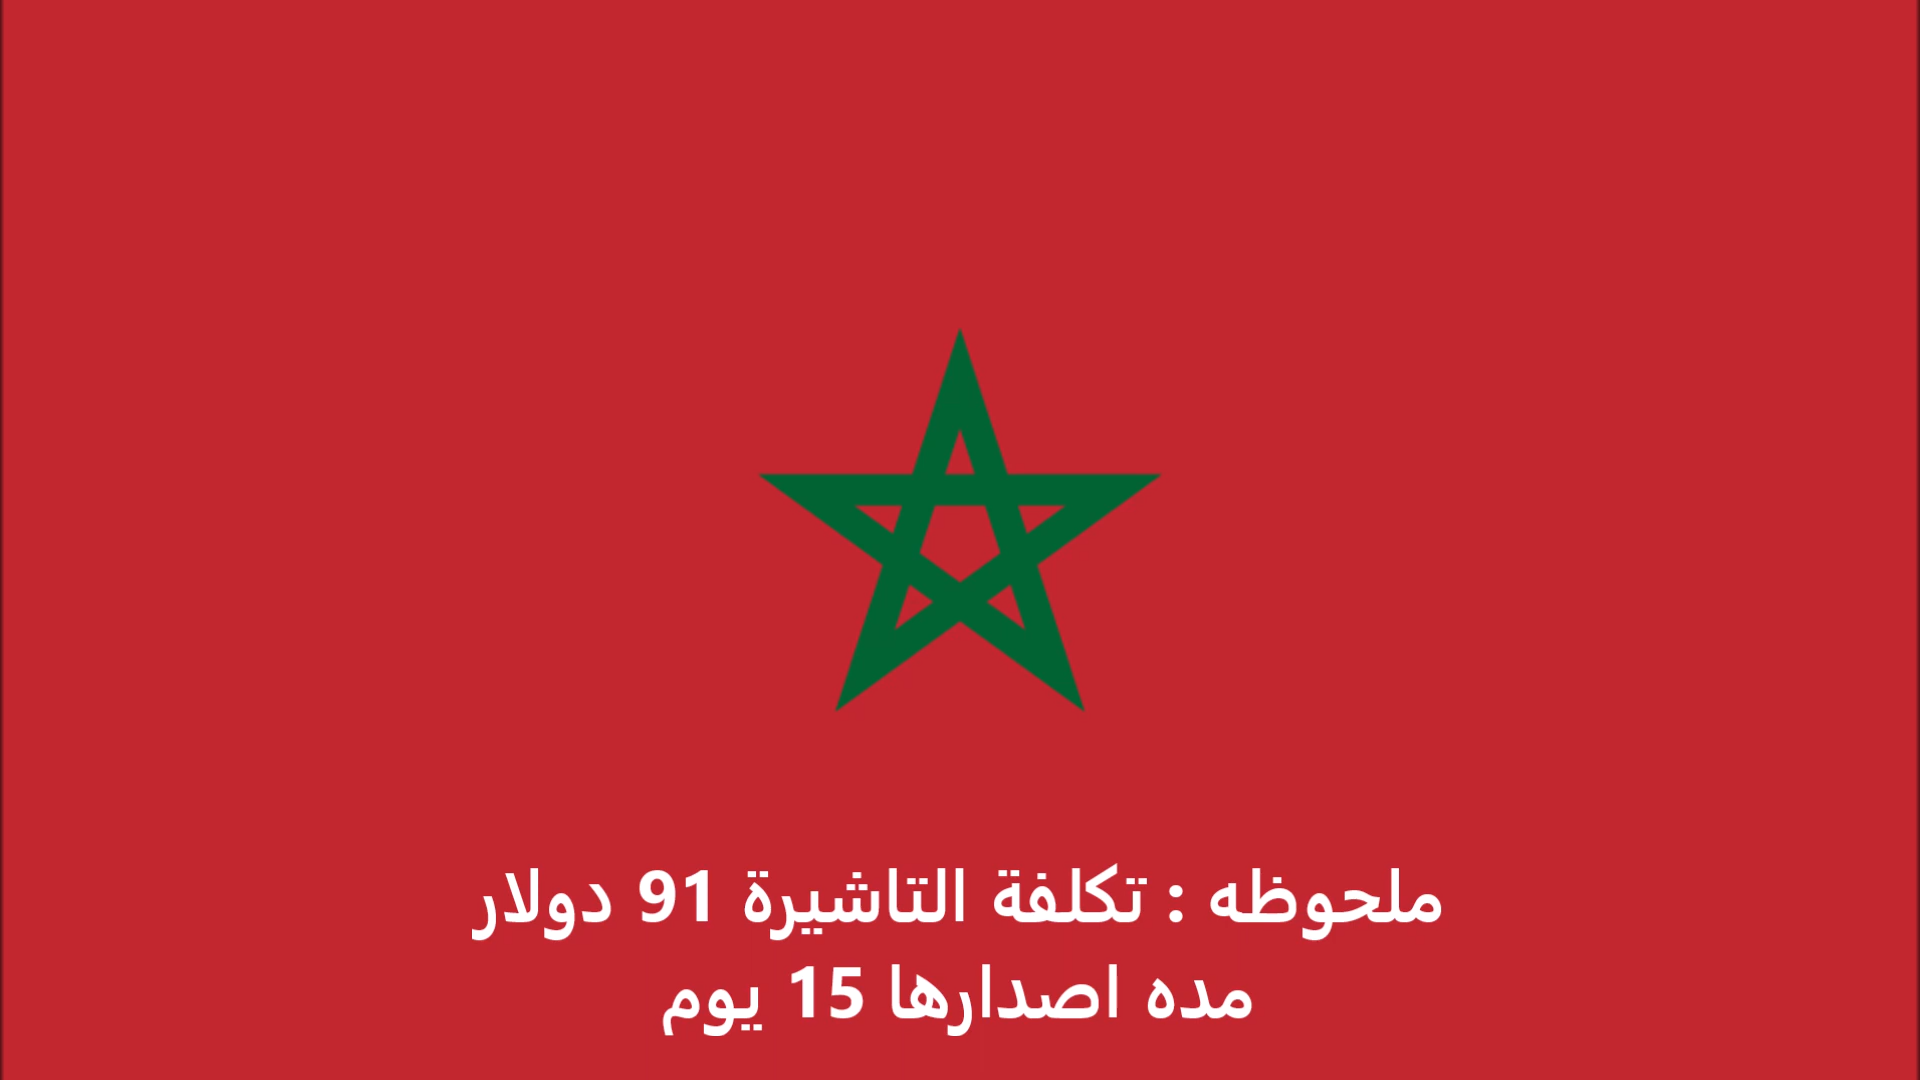 ملحوظه : تكلفة التاشيرة 91 دولار
مده اصدارها 15 يوم